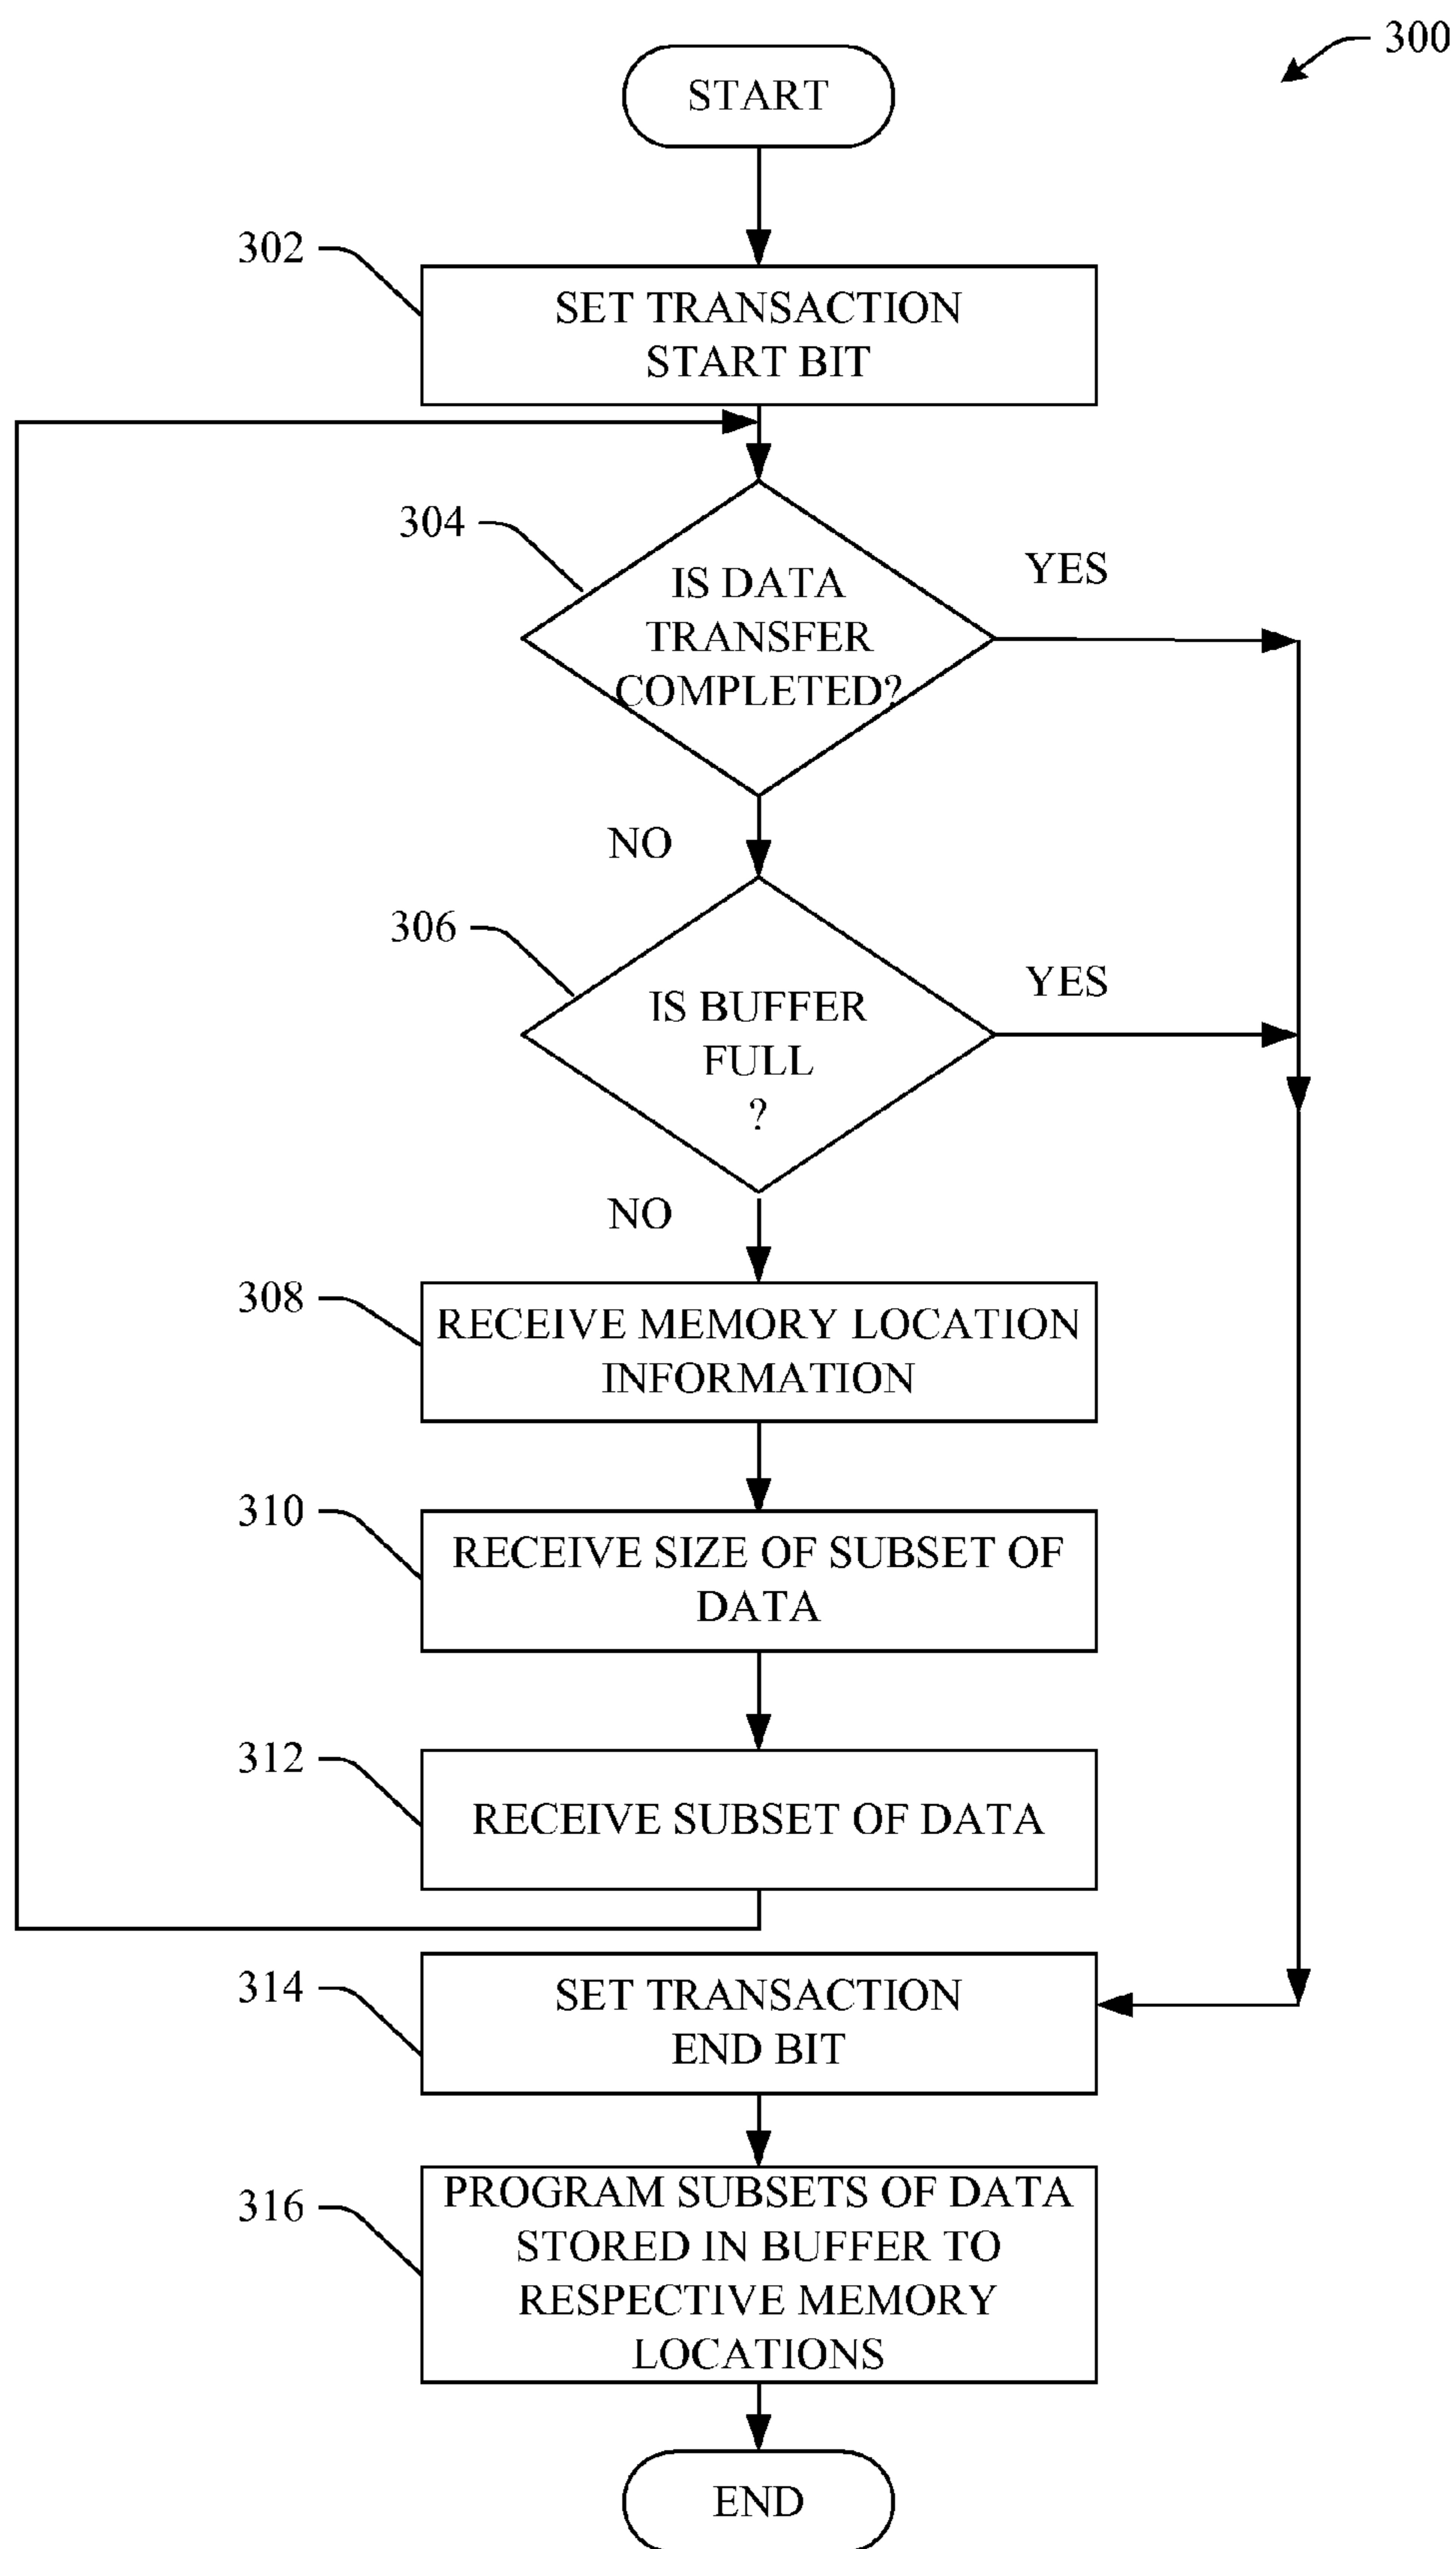 300
START
302
SET TRANSACTION
START BIT
304
IS DATA
TRANSFER
COMPLETED?
YES
NO
306
IS BUFFER
FULL
?
YES
NO
308
RECEIVE MEMORY LOCATION
INFORMATION
310
RECEIVE SIZE OF SUBSET OF
DATA
312
RECEIVE SUBSET OF DATA
314
SET TRANSACTION
END BIT
316
PROGRAM SUBSETS OF DATA
STORED IN BUFFER TO
RESPECTIVE MEMORY
LOCATIONS
END